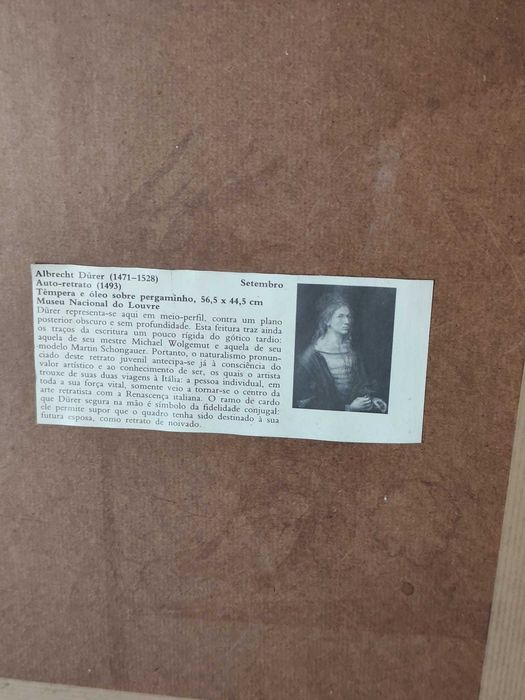 Albrecht Dürer (1471–1528)
Auto-retrato (1493) Setembro
Têmpera e óleo sobre pergaminho, 56,5 x 44,5 cm
Museu Nacional do Louvre
Dürer representa-se aqui em meio-perfil, contra um plano
posterior obscuro e sem profundidade. Esta feitura traz ainda
os traços da escritura um pouco rígida do gótico tardio:
aquela de seu mestre Michael Wolgemut e aquela de seu
modelo Martin Schongauer. Portanto, o naturalismo pronun-
ciado deste retrato juvenil antecipa-se já à consciência do
valor artístico e ao conhecimento de ser, os quais o artista
trouxe de suas duas viagens à Itália: a pessoa individual, em
toda a sua força vital, somente veio a tornar-se o centro da
arte retratista com a Renascença italiana. O ramo de cardo
que Dürer segura na mão é símbolo da fidelidade conjugal:
ele permite supor que o quadro tenha sido destinado à sua
futura esposa, como retrato de noivado.